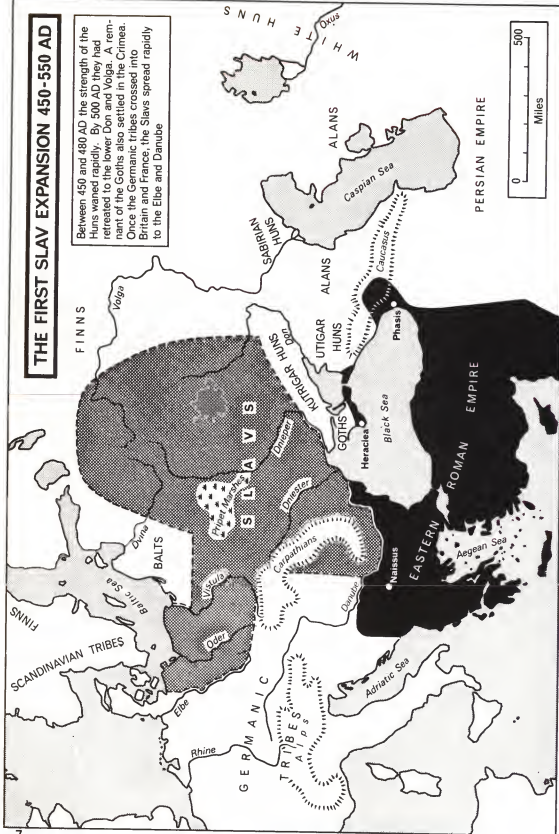 THE FIRST SLAV EXPANSION 450-550 AD
Between 450 and 480 AD the strength of the
Huns waned rapidly. By 500 AD they had
retreated to the lower Don and Volga. A rem-
nant of the Goths also settled in the Crimea.
Once the Germanic tribes crossed into
Britain and France, the Slavs spread rapidly
to the Elbe and Danube
WHITE HUNS
Oxus
FINNS
Volga
FINNS
SCANDINAVIAN TRIBES
Baltic Sea
Dvina
BALTS
SABIRIAN
HUNS
ALANS
Caspian Sea
ALANS
Caucasus
UTIGAR
HUNS
KUTRIGAR HUNS
Don
Pripet Marshes
SLAVS
Dnieper
Dniester
Vistula
Oder
Elbe
Rhine
Carpathians
Danube
GERMANIC
TRIBES
Alps
Adriatic Sea
GOTHS
Heraclea
Black Sea
Phasis
Naissus
EASTERN ROMAN EMPIRE
Aegean Sea
PERSIAN EMPIRE
0 500
Miles
7